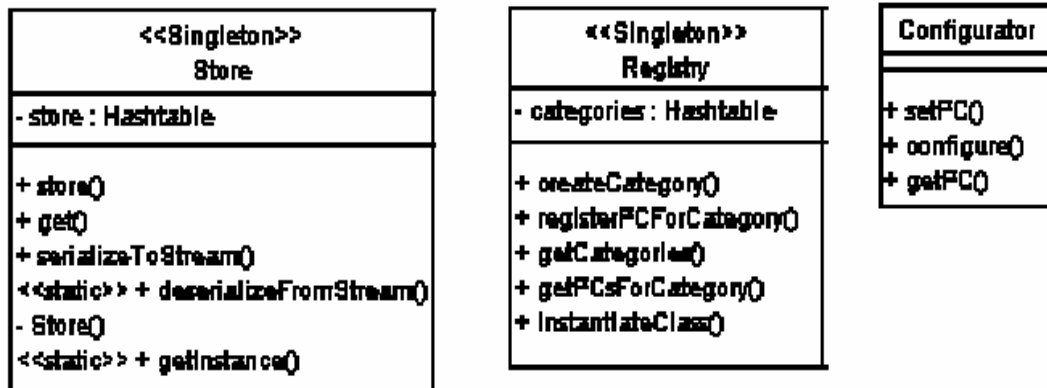 <<Singleton>>
Store
- store : Hashtable
+ store()
+ get()
+ serializeToStream()
<<static>> + deserializeFromStream()
- Store()
<<static>> + getInstance()
<<Singleton>>
Registry
- categories : Hashtable
+ createCategory()
+ registerPCForCategory()
+ getCategories()
+ getPCsForCategory()
+ instantiateClass()
Configurator
+ setPC()
+ configure()
+ getPC()